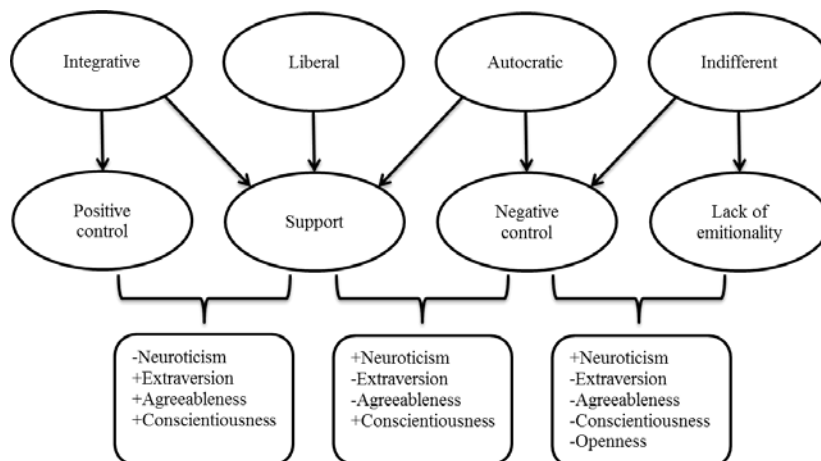 Integrative
Liberal
Autocratic
Indifferent
Positive
control
Support
Negative
control
Lack of
emitionality
-Neuroticism
+Extraversion
+Agreeableness
+Conscientiousness
+Neuroticism
-Extraversion
-Agreeableness
+Conscientiousness
+Neuroticism
-Extraversion
-Agreeableness
-Conscientiousness
-Openness